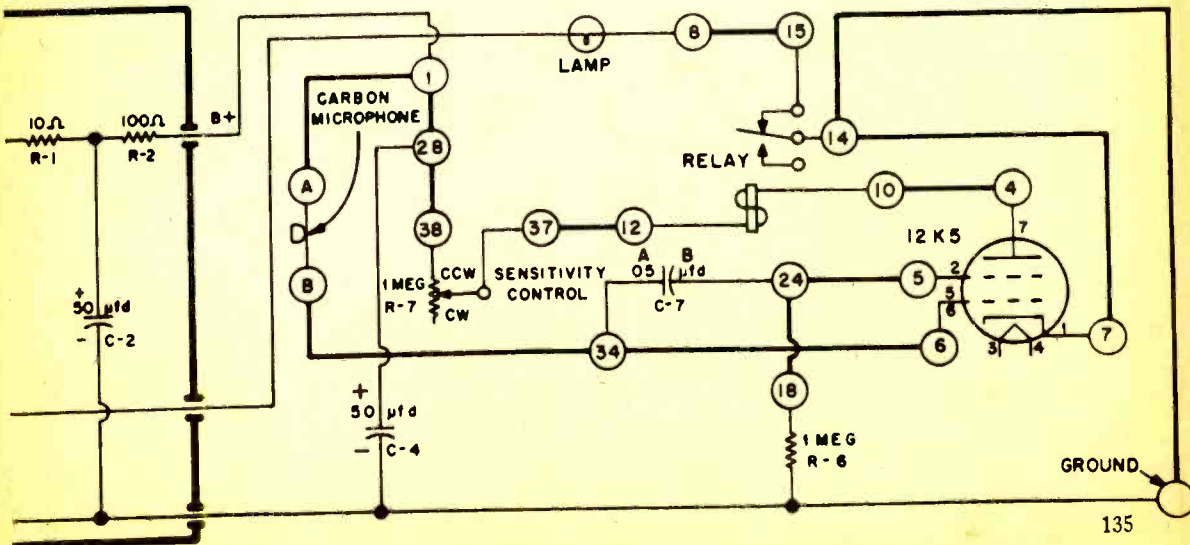 8
15
LAMP
1
CARBON
MICROPHONE
14
10Ω
100Ω
B+
R-1
R-2
28
RELAY
A
10
4
7
38
37
12
12K5
CCW
SENSITIVITY
CONTROL
A
B
.05 µfd
C-7
24
5
2
1 MEG
R-7
CW
B
5
6
+
50 µfd
-
C-2
34
6
3
4
1
7
18
+
50 µfd
-
C-4
1 MEG
R-6
GROUND
135